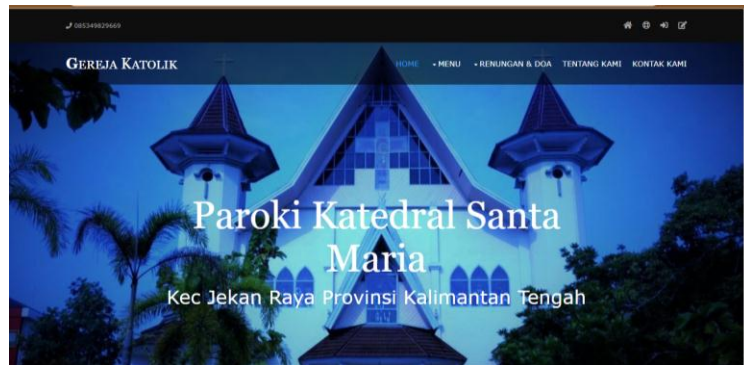 085349829669
GEREJA KATOLIK
HOME
MENU
RENUNGAN & DOA
TENTANG KAMI
KONTAK KAMI
Paroki Katedral Santa
Maria
Kec Jekan Raya Provinsi Kalimantan Tengah